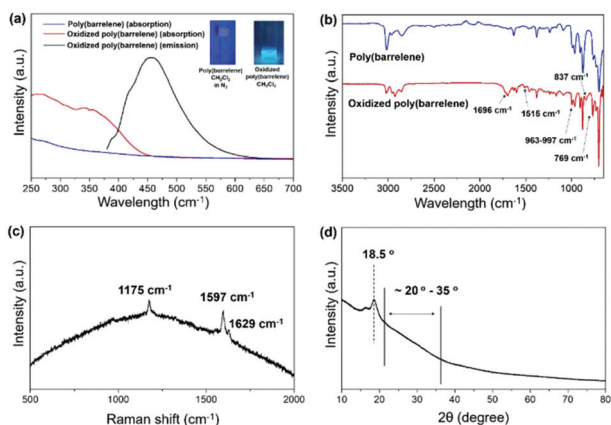 (a)
Poly(barrelene) (absorption)
Oxidized poly(barrelene) (absorption)
Oxidized poly(barrelene) (emission)
Poly(barrelene)
CH₂Cl₂
in N₂
Oxidized
poly(barrelene)
CH₂Cl₂
Intensity (a.u.)
250 300 350 400 450 500 550 600 650 700
Wavelength (cm⁻¹)
(b)
Poly(barrelene)
Oxidized poly(barrelene)
837 cm⁻¹
1696 cm⁻¹
1515 cm⁻¹
963-997 cm⁻¹
769 cm⁻¹
Intensity (a.u.)
3500 3000 2500 2000 1500 1000
Wavelength (cm⁻¹)
(c)
1175 cm⁻¹
1597 cm⁻¹
1629 cm⁻¹
Intensity (a.u.)
500 1000 1500 2000
Raman shift (cm⁻¹)
(d)
18.5 °
~ 20 ° - 35 °
Intensity (a.u.)
10 20 30 40 50 60 70 80
2θ (degree)